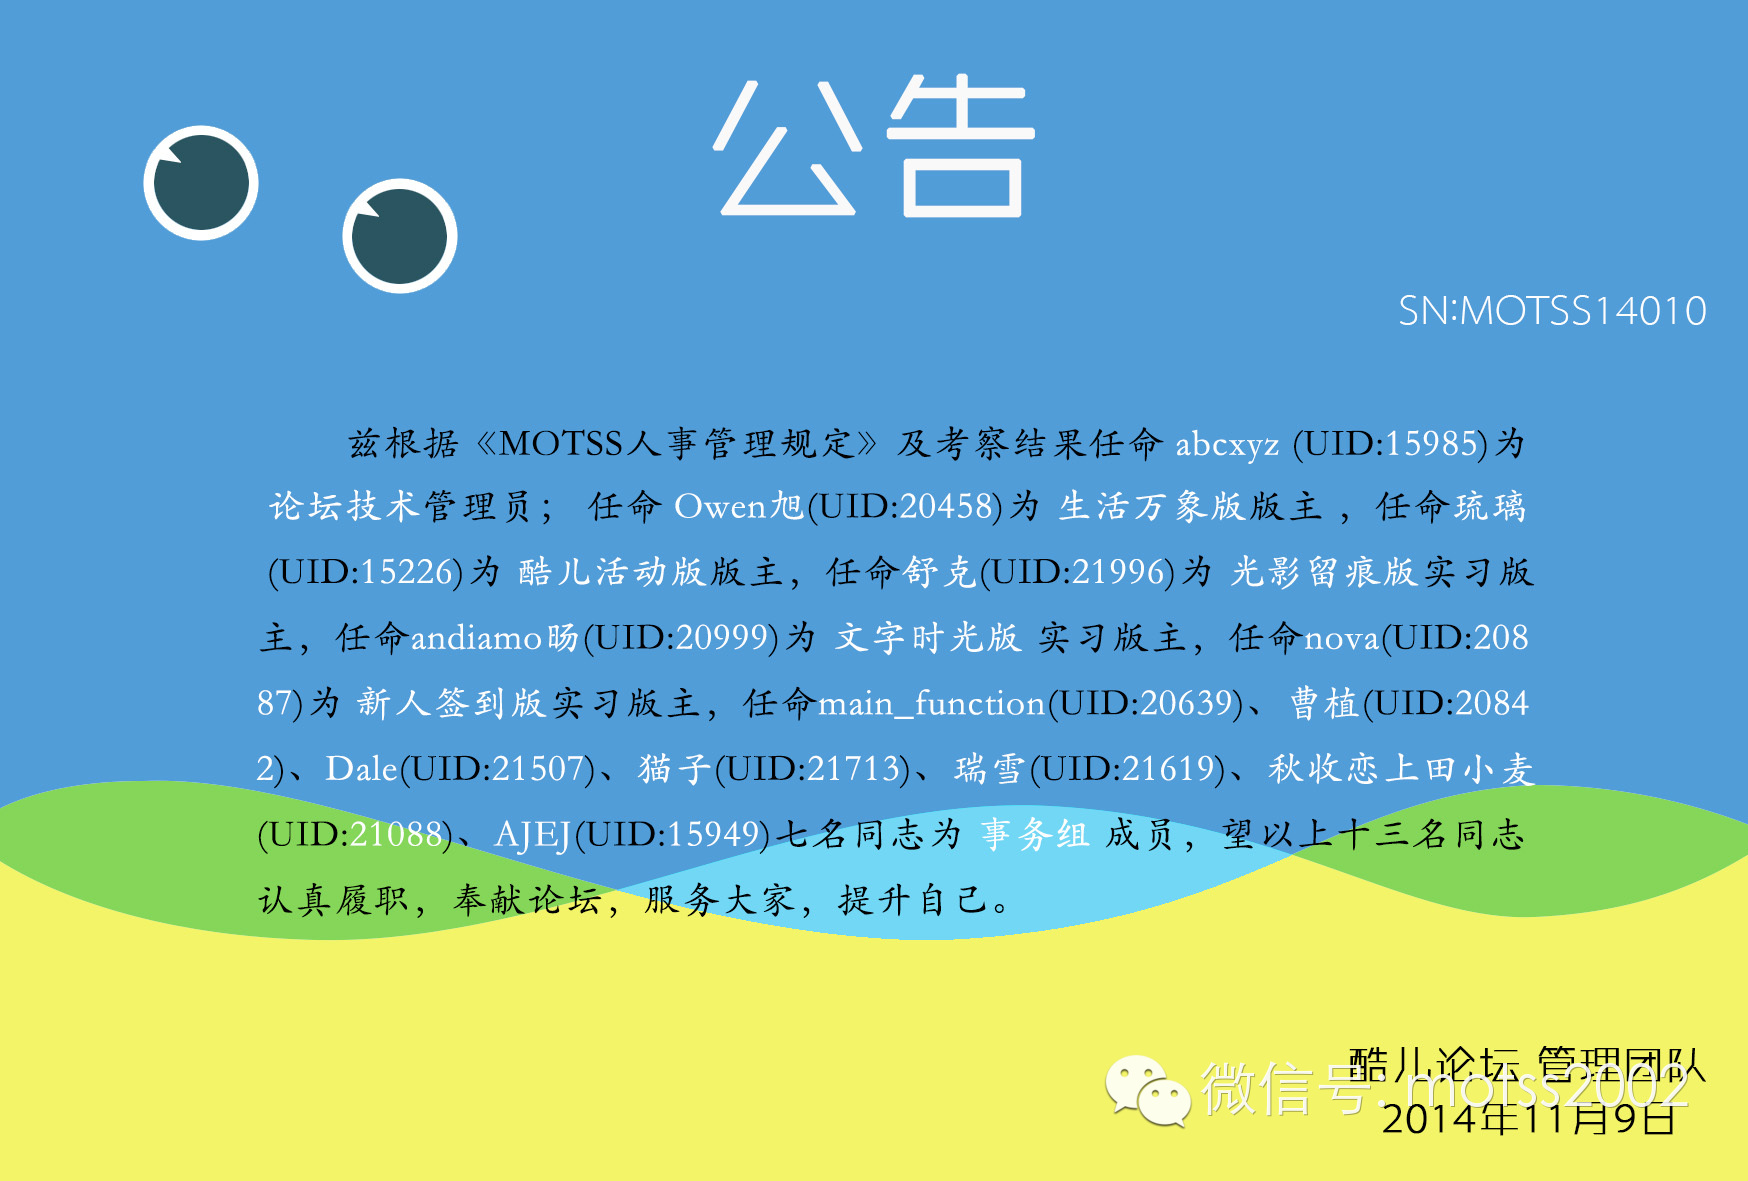 公告
SN:MOTSS14010
兹根据《MOTSS人事管理规定》及考察结果任命 abcxyz (UID:15985)为
论坛技术管理员； 任命 Owen旭(UID:20458)为 生活万象版版主 ，任命琉璃
(UID:15226)为 酷儿活动版版主，任命舒克(UID:21996)为 光影留痕版实习版
主，任命andiamo旸(UID:20999)为 文字时光版 实习版主，任命nova(UID:208
87)为 新人签到版实习版主，任命main_function(UID:20639)、曹植(UID:2084
2)、Dale(UID:21507)、猫子(UID:21713)、瑞雪(UID:21619)、秋收恋上田小麦
(UID:21088)、AJEJ(UID:15949)七名同志为 事务组 成员，望以上十三名同志
认真履职，奉献论坛，服务大家，提升自己。
酷儿论坛 管理团队
微信号: motss2002
2014年11月9日